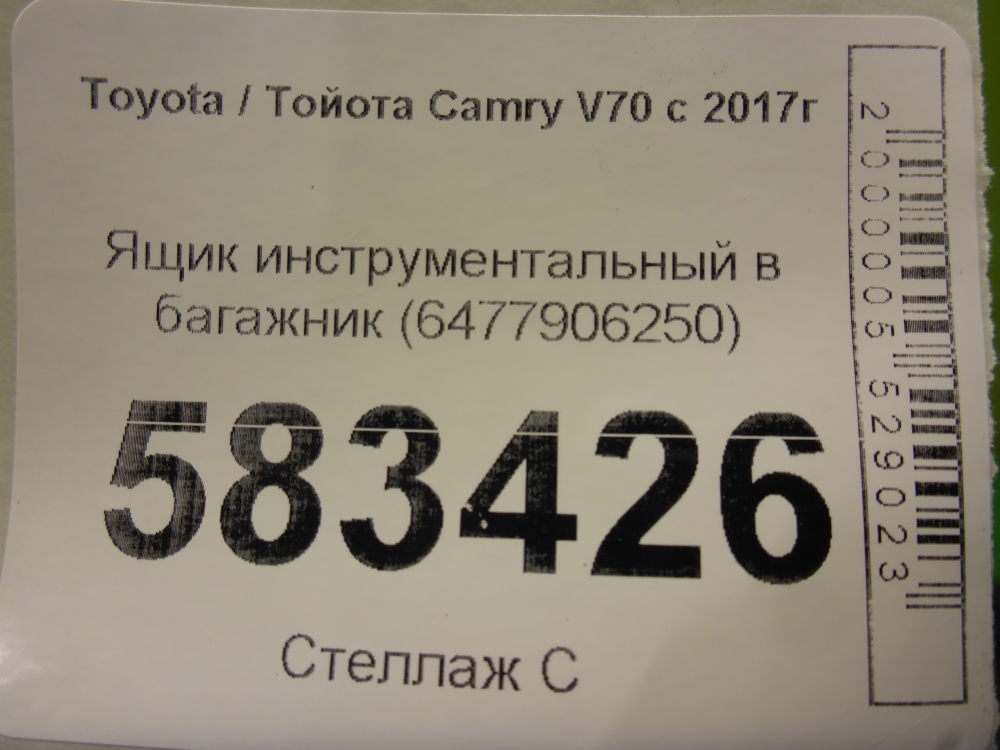 Toyota / Тойота Camry V70 с 2017г
Ящик инструментальный в
багажник (6477906250)
583426
Стеллаж С
2000005529023